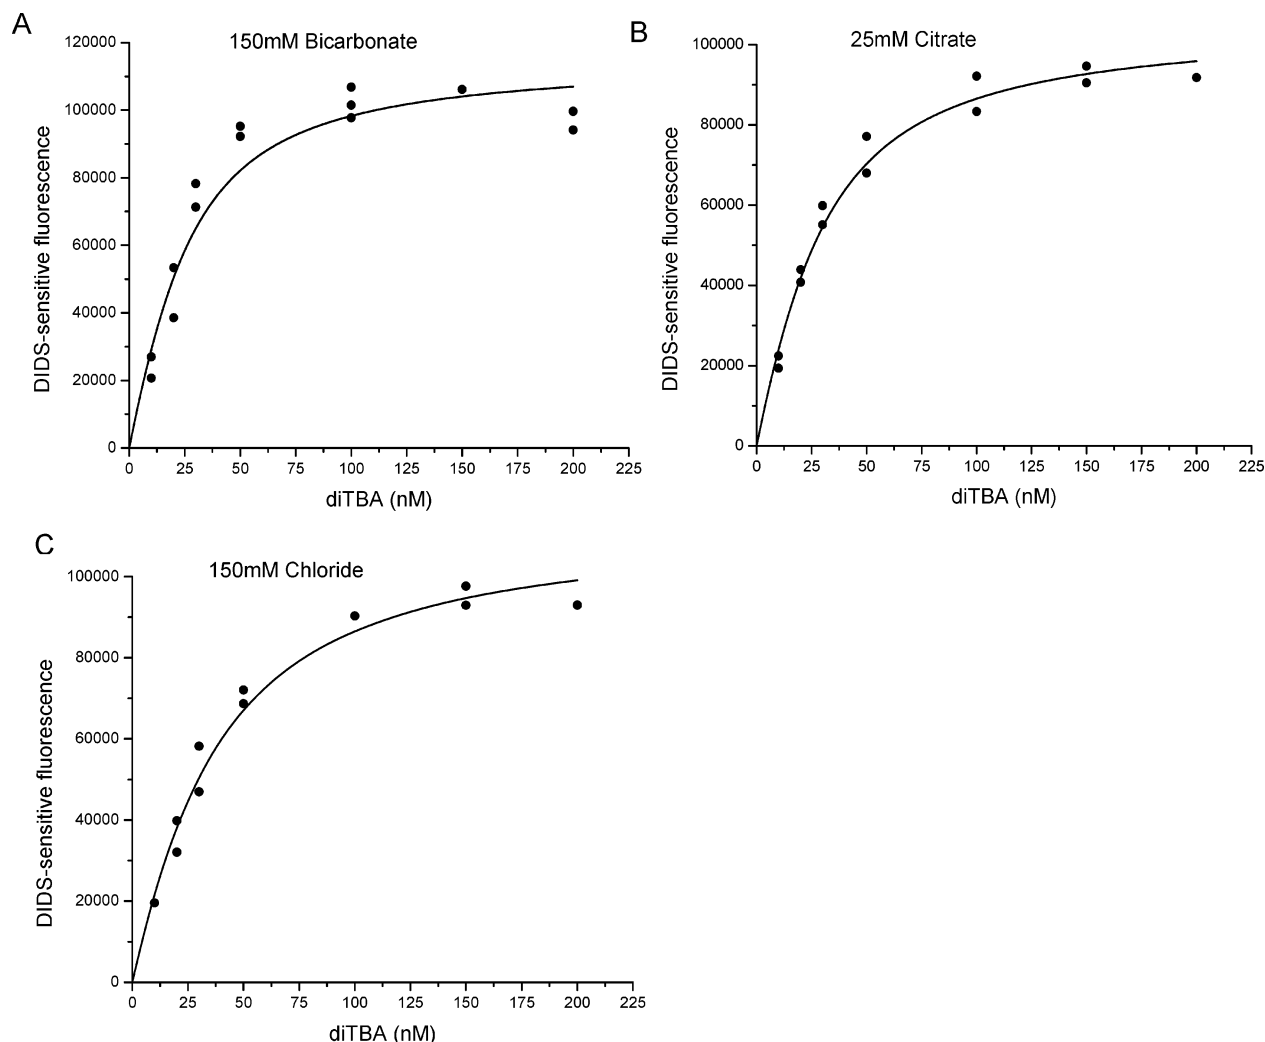 A
150mM Bicarbonate
120000
100000
80000
60000
40000
20000
0
DIDS-sensitive fluorescence
0 25 50 75 100 125 150 175 200 225
diTBA (nM)
B
25mM Citrate
100000
80000
60000
40000
20000
0
DIDS-sensitive fluorescence
0 25 50 75 100 125 150 175 200 225
diTBA (nM)
C
150mM Chloride
100000
80000
60000
40000
20000
0
DIDS-sensitive fluorescence
0 25 50 75 100 125 150 175 200 225
diTBA (nM)